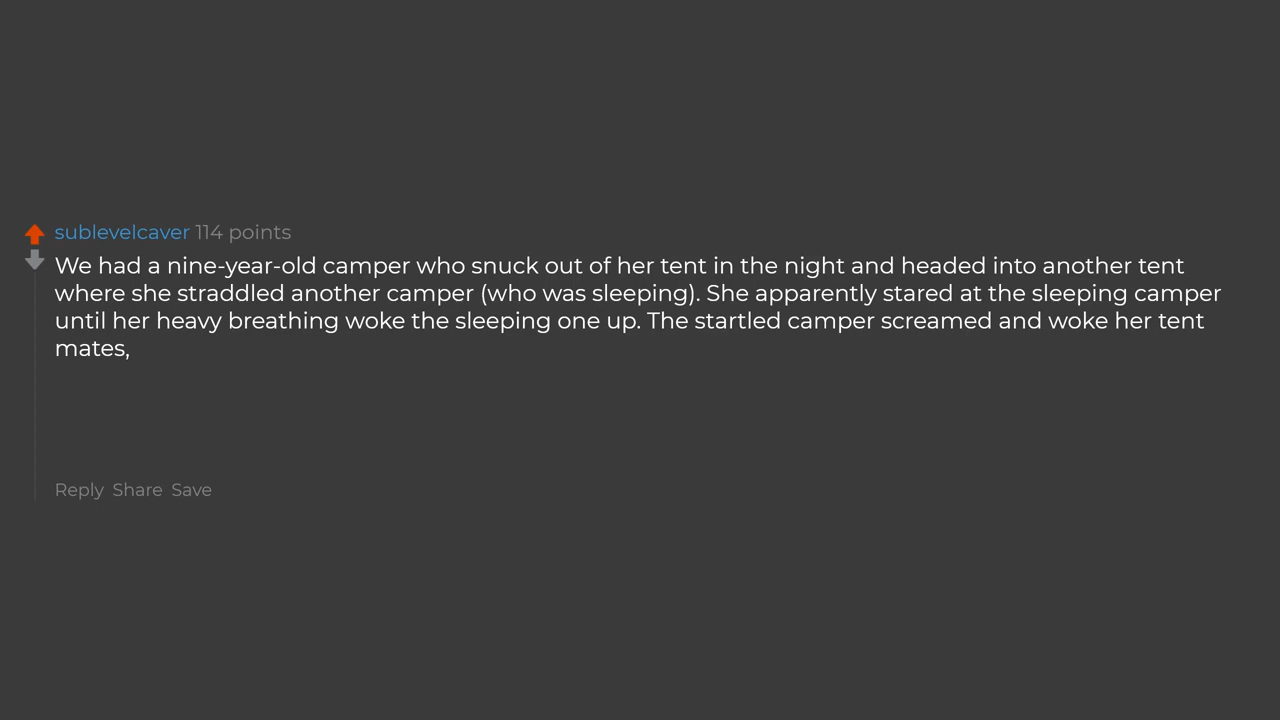 sublevelcaver 114 points
We had a nine-year-old camper who snuck out of her tent in the night and headed into another tent
where she straddled another camper (who was sleeping). She apparently stared at the sleeping camper
until her heavy breathing woke the sleeping one up. The startled camper screamed and woke her tent
mates,
Reply Share Save